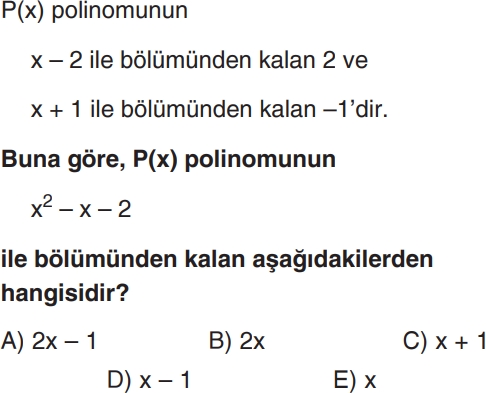 P(x) polinomunun
x – 2 ile bölümünden kalan 2 ve
x + 1 ile bölümünden kalan –1’dir.
Buna göre, P(x) polinomunun
x² – x – 2
ile bölümünden kalan aşağıdakilerden
hangisidir?
A) 2x – 1 B) 2x C) x + 1
D) x – 1 E) x